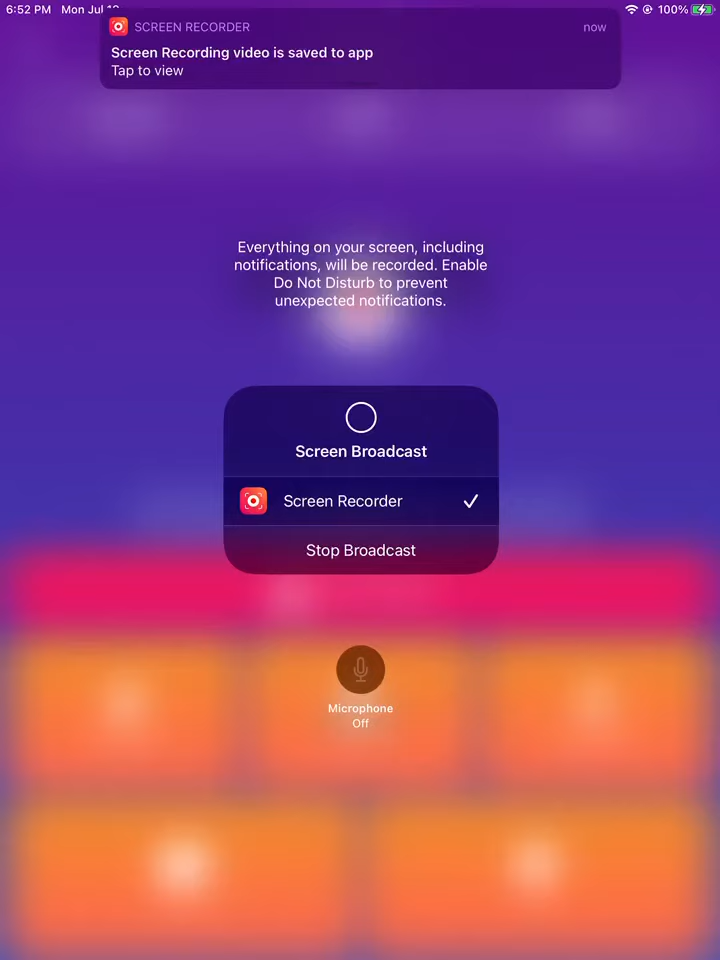 6:52 PM Mon Jul
100%
SCREEN RECORDER
now
Screen Recording video is saved to app
Tap to view
Everything on your screen, including
notifications, will be recorded. Enable
Do Not Disturb to prevent
unexpected notifications.
Screen Broadcast
Screen Recorder
Stop Broadcast
Microphone
Off